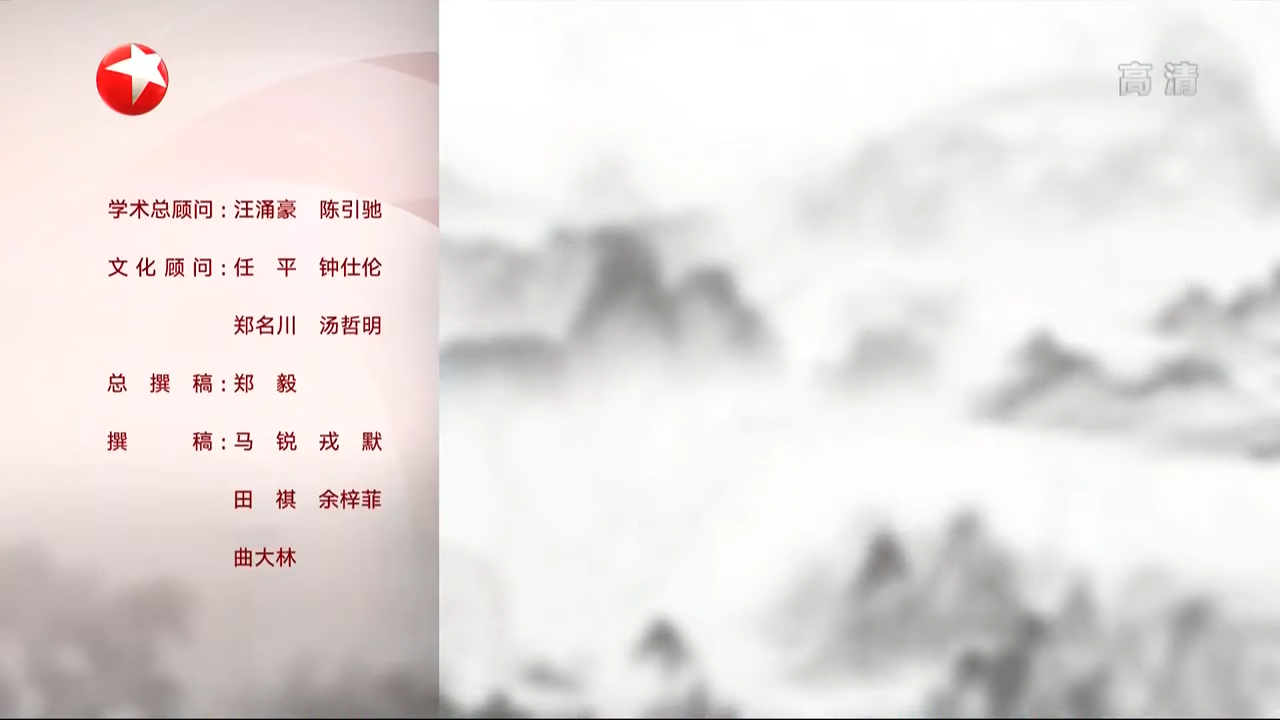 高清
学术总顾问:汪涌豪 陈引驰
文化顾问:任平 钟仕伦
郑名川 汤哲明
总撰稿:郑毅
撰稿:马锐 戎默
田祺 余梓菲
曲大林